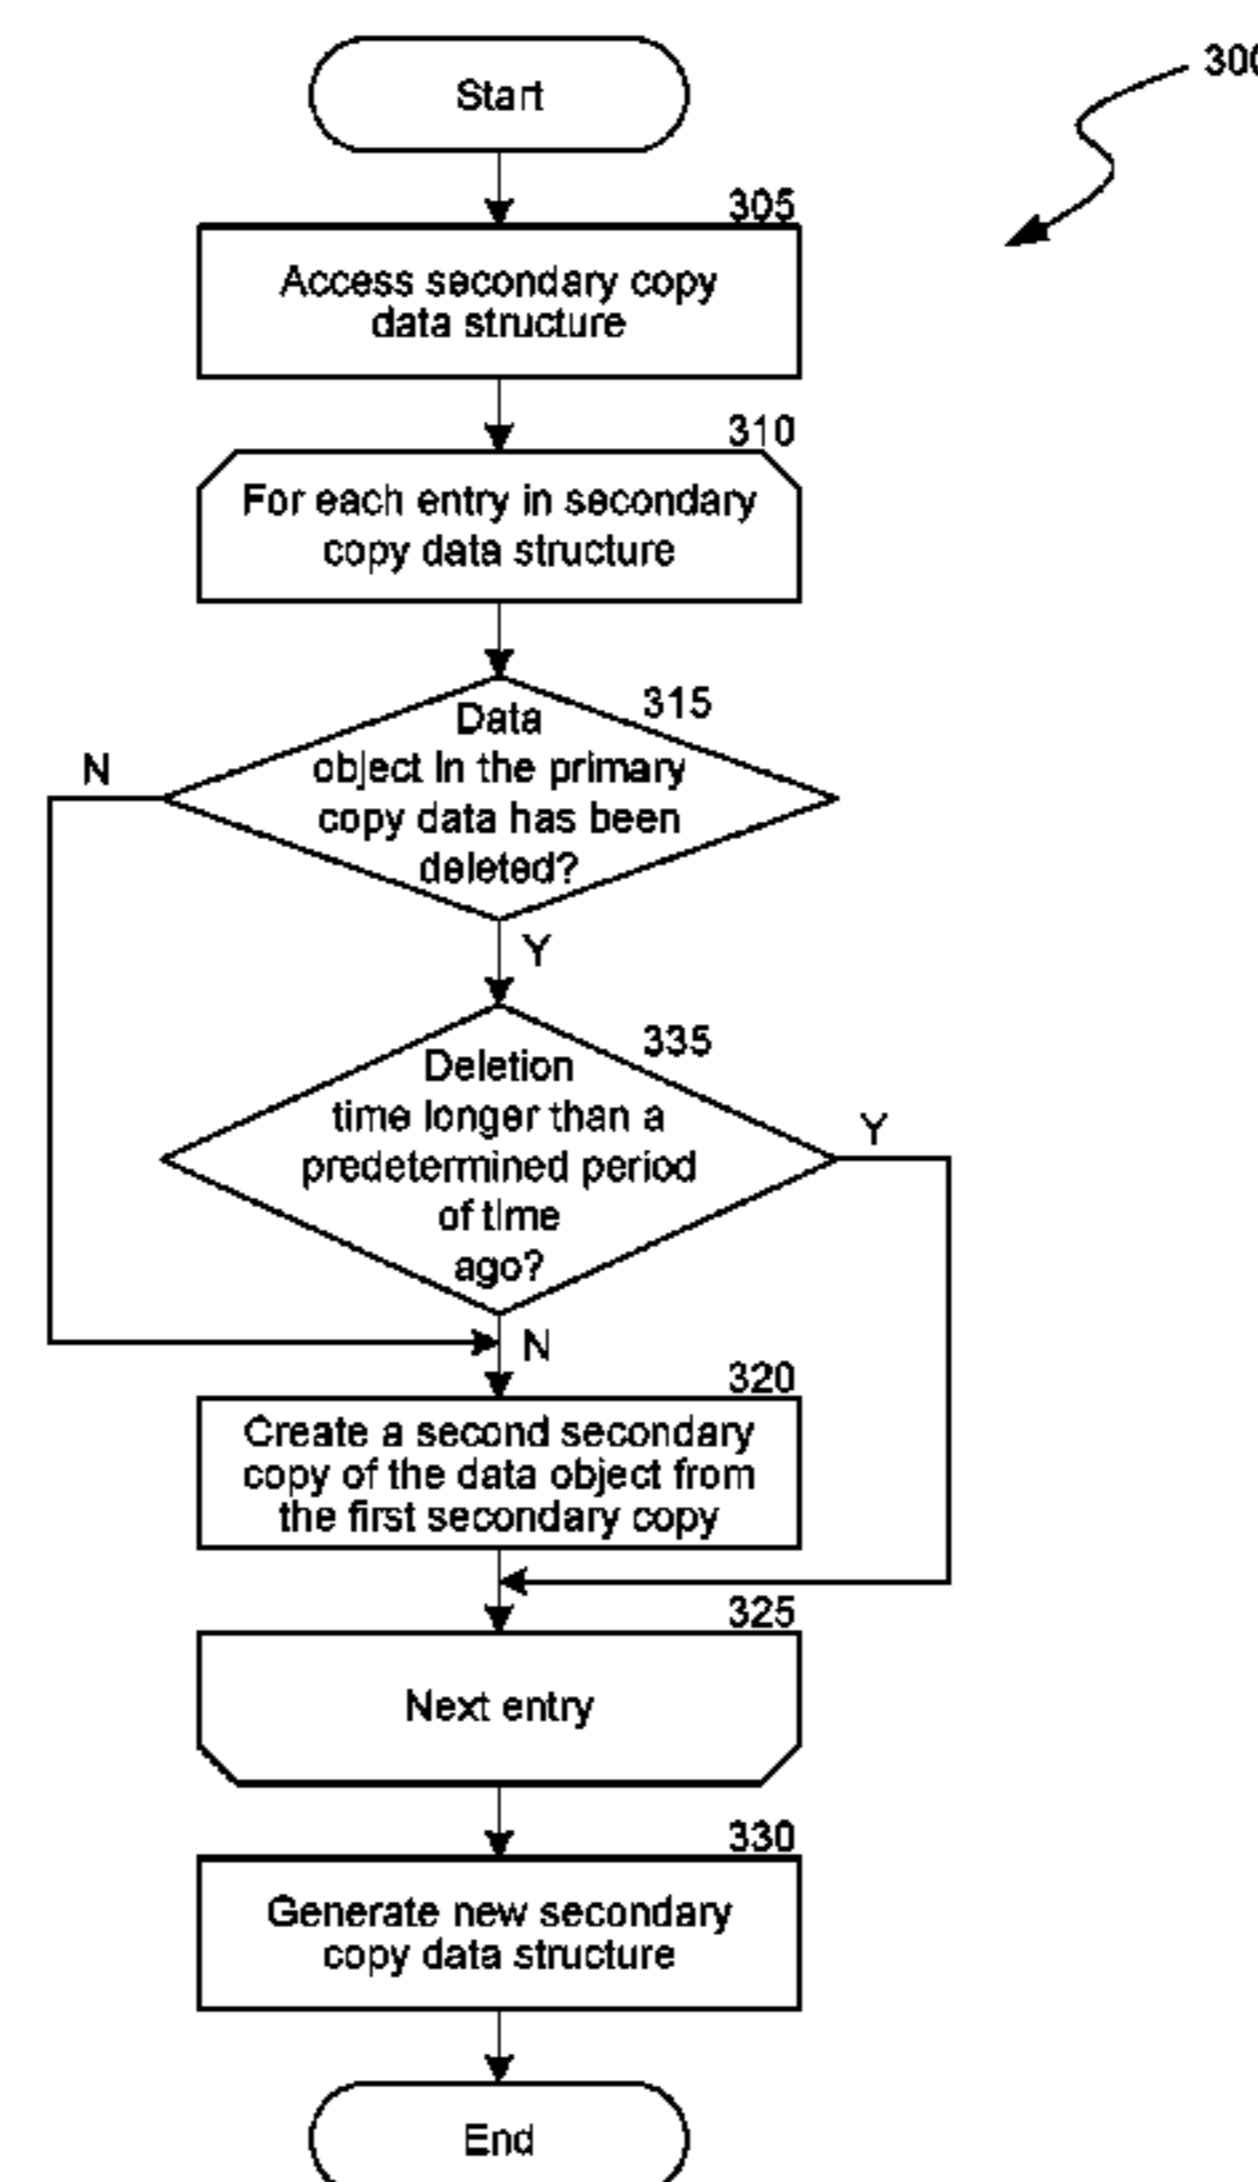 Start
300
305
Access secondary copy
data structure
310
For each entry in secondary
copy data structure
315
Data
object in the primary
copy data has been
deleted?
N
Y
335
Deletion
time longer than a
predetermined period
of time
ago?
Y
N
320
Create a second secondary
copy of the data object from
the first secondary copy
325
Next entry
330
Generate new secondary
copy data structure
End